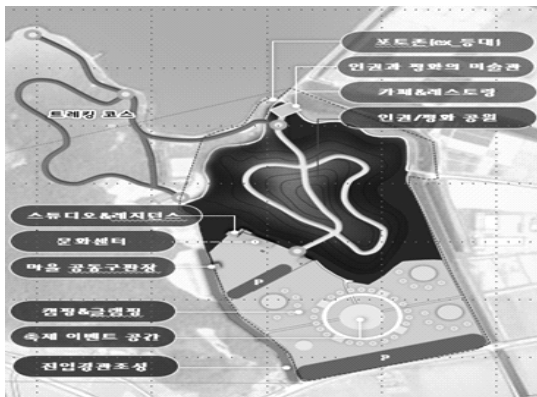 포토존(ex_등대)
인권과 평화의 미술관
카페&레스토랑
인권/평화 공원
트레킹 코스
스튜디오&레지던스
문화센터
마을 공동구판장
P
캠핑&글램핑
축제 이벤트 공간
진입경관조성
P